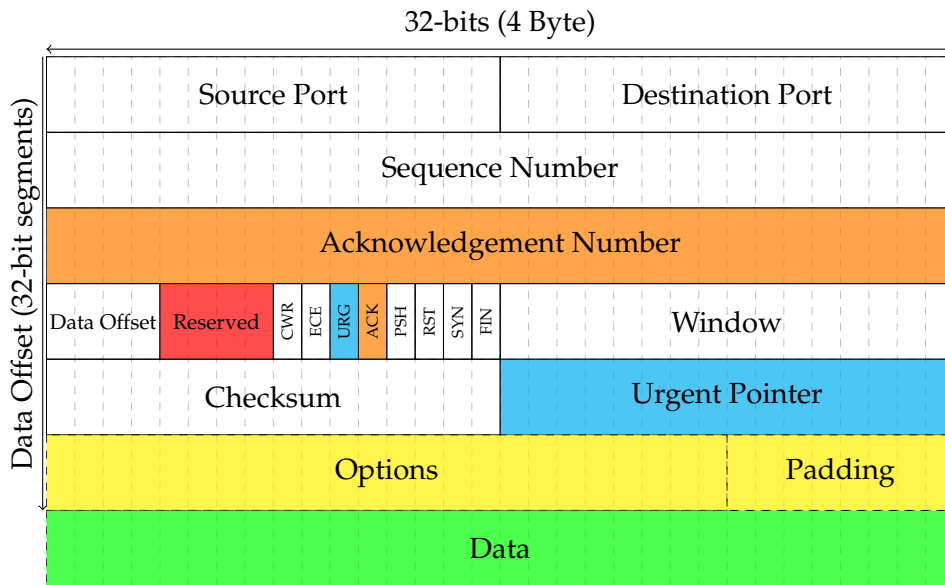 32-bits (4 Byte)
Data Offset (32-bit segments)
Source Port
Destination Port
Sequence Number
Acknowledgement Number
Data Offset
Reserved
CWR
ECE
URG
ACK
PSH
RST
SYN
FIN
Window
Checksum
Urgent Pointer
Options
Padding
Data